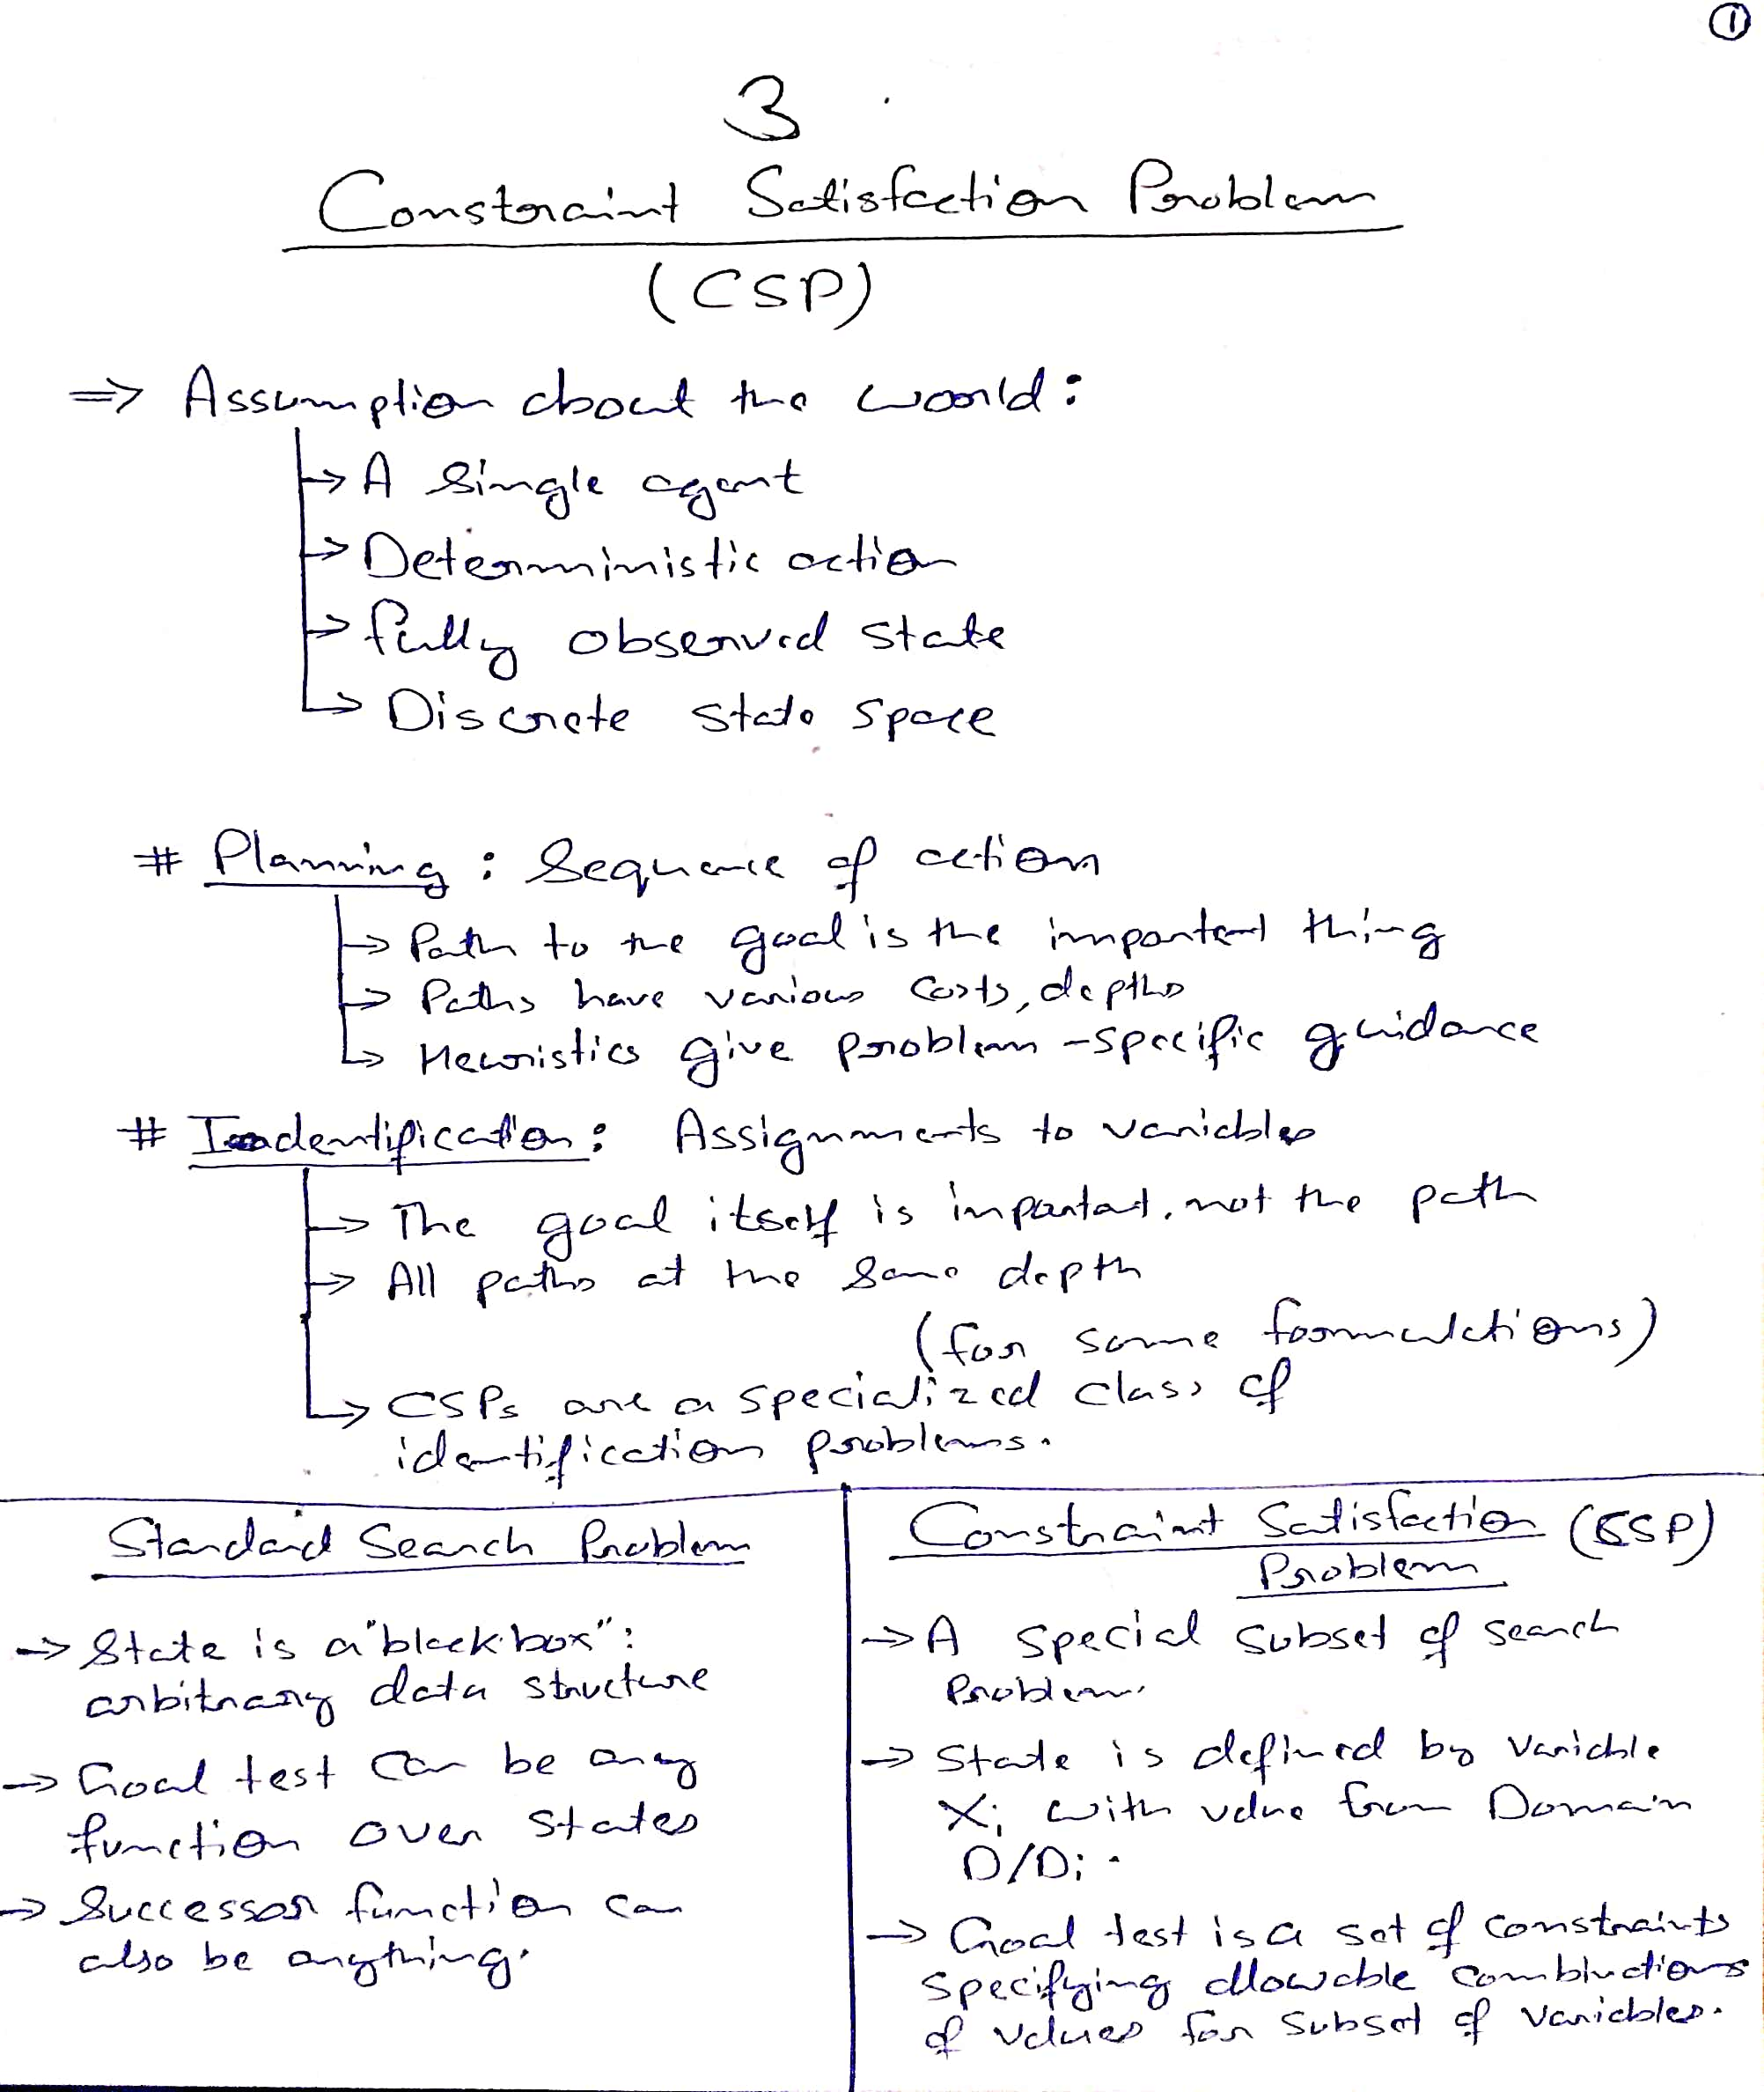 1
3
Constraint Satisfaction Problem
(CSP)
⇒ Assumption about the world:
→ A single agent
→ Deterministic action
→ fully observed state
→ Discrete state space
# Planning : Sequence of action
→ Path to the goal is the important thing
→ Paths have various costs, depths
→ Heuristics give problem-specific guidance
# Identification: Assignments to variables
→ The goal itself is important, not the path
→ All paths at the same depth
(for some formulations)
→ CSPs are a specialized class of
identification problems.
Standard Search Problem
→ State is a "black box":
arbitrary data structure
→ Goal test can be any
function over states
→ Successor function can
also be anything.
Constraint Satisfaction (CSP)
Problem
→ A special subset of search
Problem.
→ State is defined by variable
Xi with value from Domain
D/Di.
→ Goal test is a set of constraints
specifying allowable combinations
of values for subset of variables.